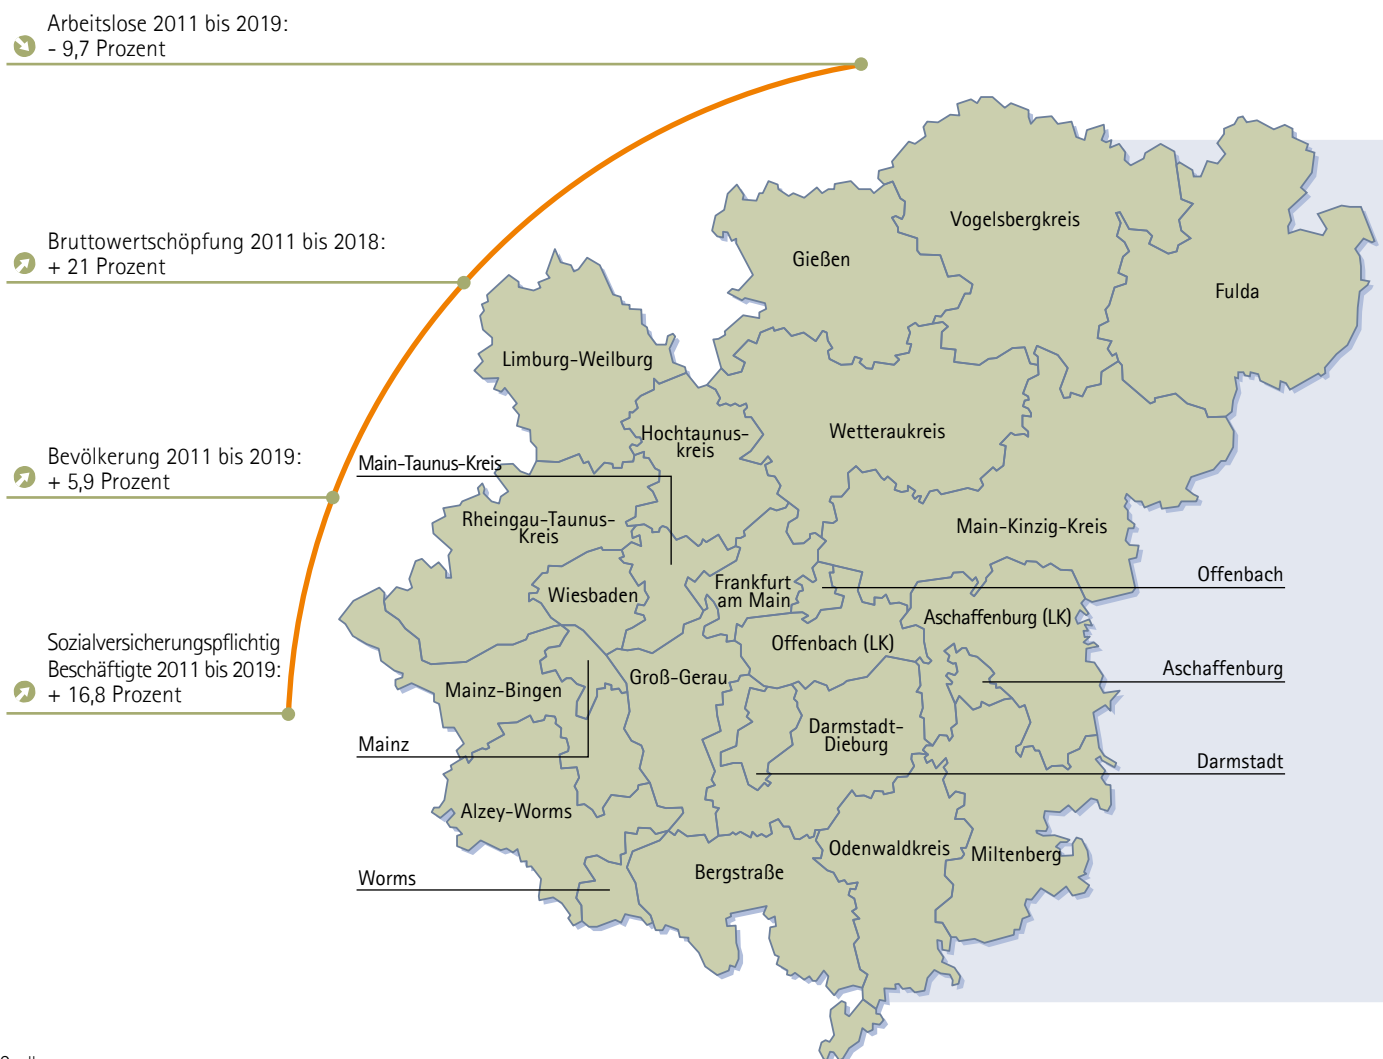 Arbeitslose 2011 bis 2019:
- 9,7 Prozent
Bruttowertschöpfung 2011 bis 2018:
+ 21 Prozent
Bevölkerung 2011 bis 2019:
+ 5,9 Prozent
Sozialversicherungspflichtig
Beschäftigte 2011 bis 2019:
+ 16,8 Prozent
Vogelsbergkreis
Gießen
Fulda
Limburg-Weilburg
Hochtaunus-
kreis
Wetteraukreis
Main-Taunus-Kreis
Rheingau-Taunus-
Kreis
Main-Kinzig-Kreis
Wiesbaden
Frankfurt
am Main
Offenbach
Aschaffenburg (LK)
Offenbach (LK)
Aschaffenburg
Mainz-Bingen
Groß-Gerau
Mainz
Darmstadt-
Dieburg
Darmstadt
Alzey-Worms
Odenwaldkreis
Miltenberg
Bergstraße
Worms